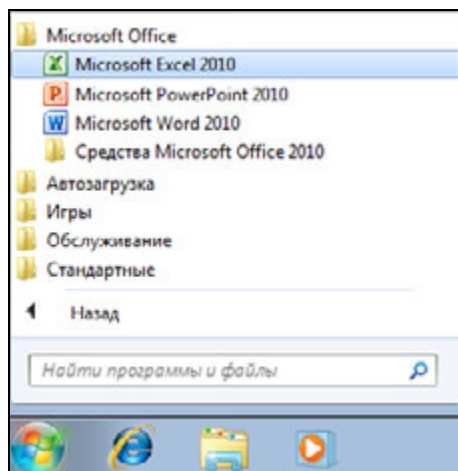 Microsoft Office
Microsoft Excel 2010
Microsoft PowerPoint 2010
Microsoft Word 2010
Средства Microsoft Office 2010
Автозагрузка
Игры
Обслуживание
Стандартные
Назад
Найти программы и файлы